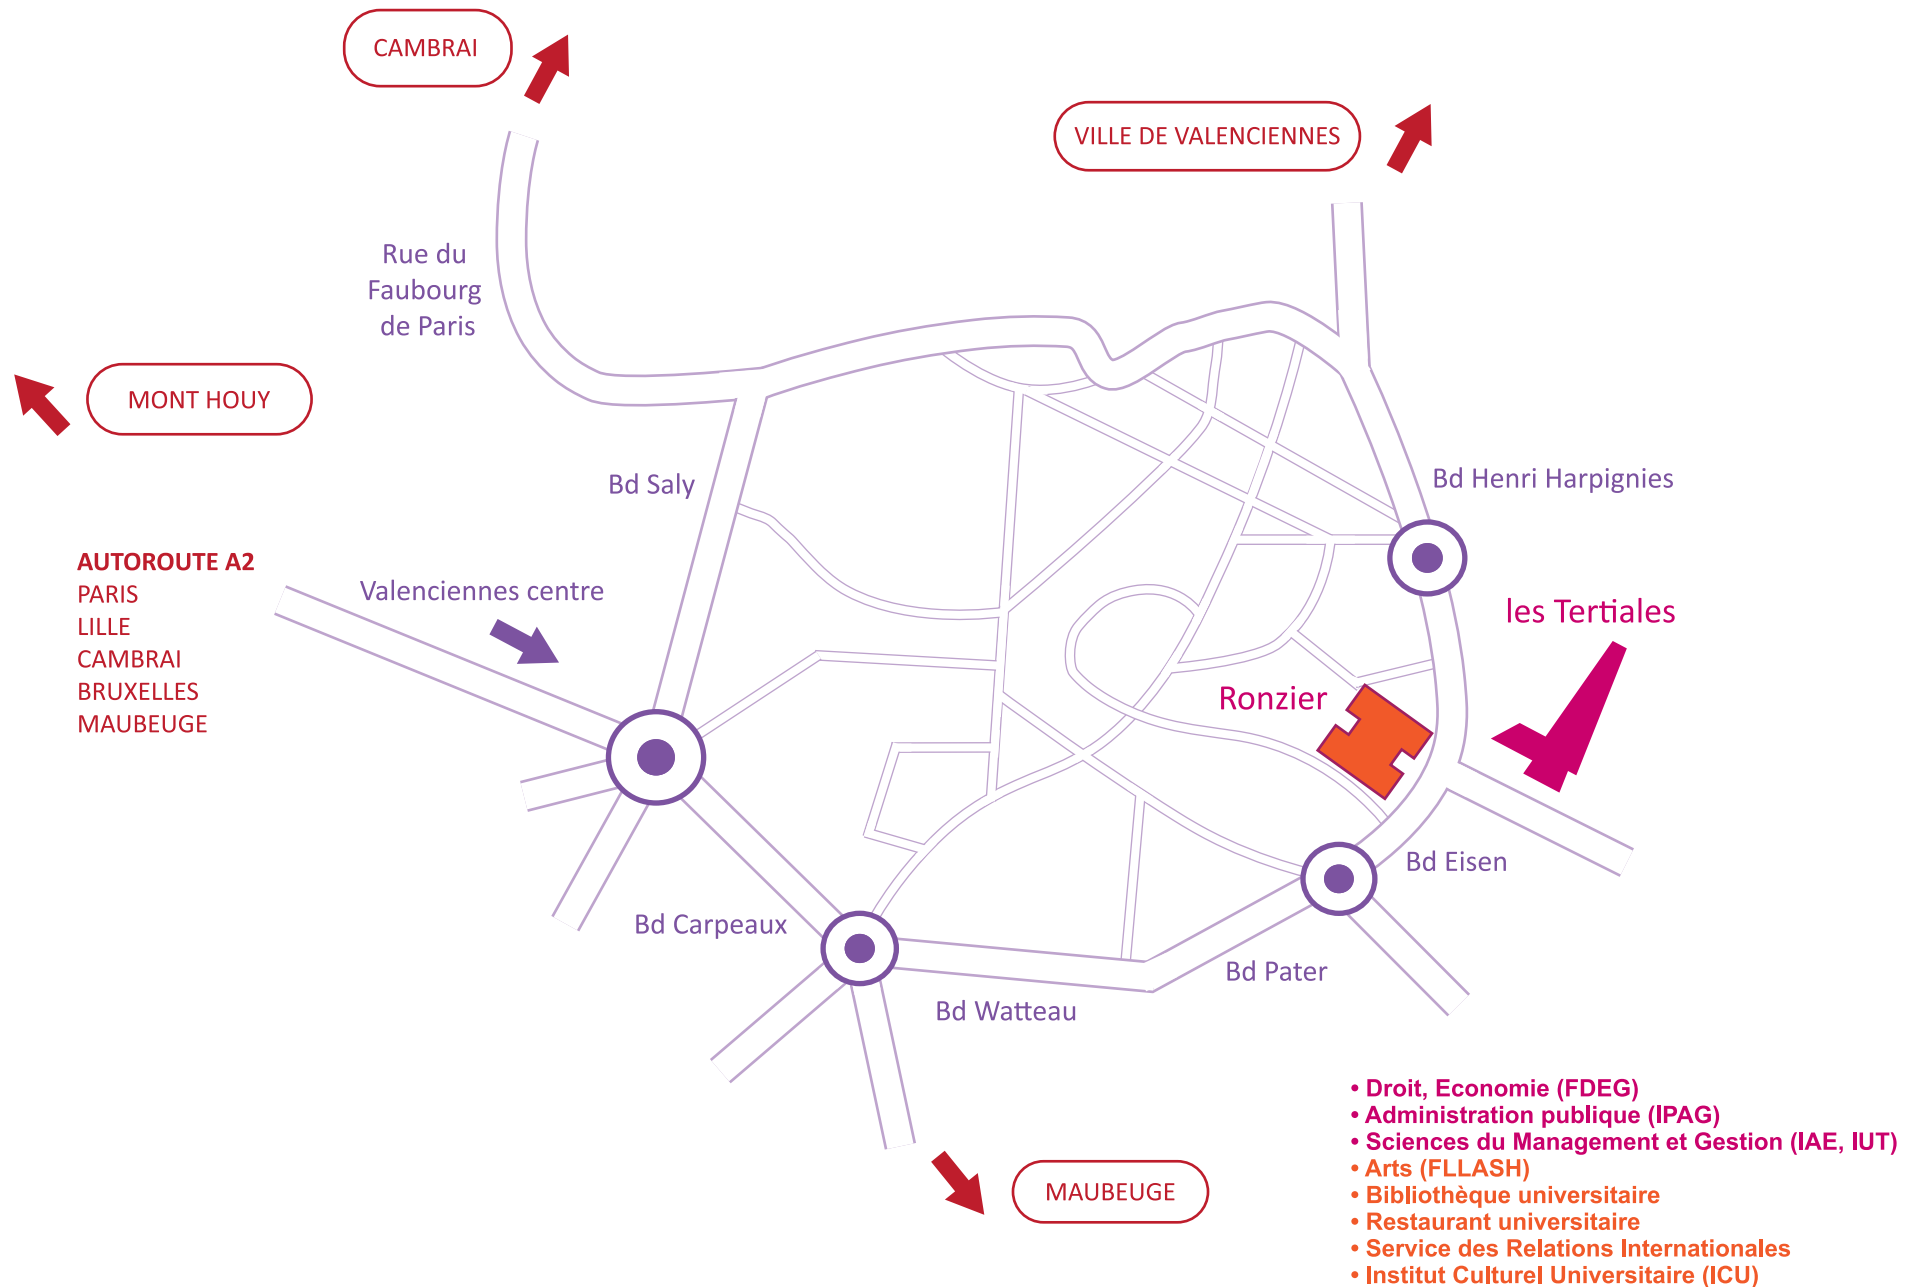 CAMBRAI
VILLE DE VALENCIENNES
Rue du
Faubourg
de Paris
MONT HOUY
Bd Saly
Bd Henri Harpignies
AUTOROUTE A2
PARIS
LILLE
CAMBRAI
BRUXELLES
MAUBEUGE
Valenciennes centre
les Tertiales
Ronzier
Bd Eisen
Bd Carpeaux
Bd Pater
Bd Watteau
MAUBEUGE
• Droit, Economie (FDEG)
• Administration publique (IPAG)
• Sciences du Management et Gestion (IAE, IUT)
• Arts (FLLASH)
• Bibliothèque universitaire
• Restaurant universitaire
• Service des Relations Internationales
• Institut Culturel Universitaire (ICU)